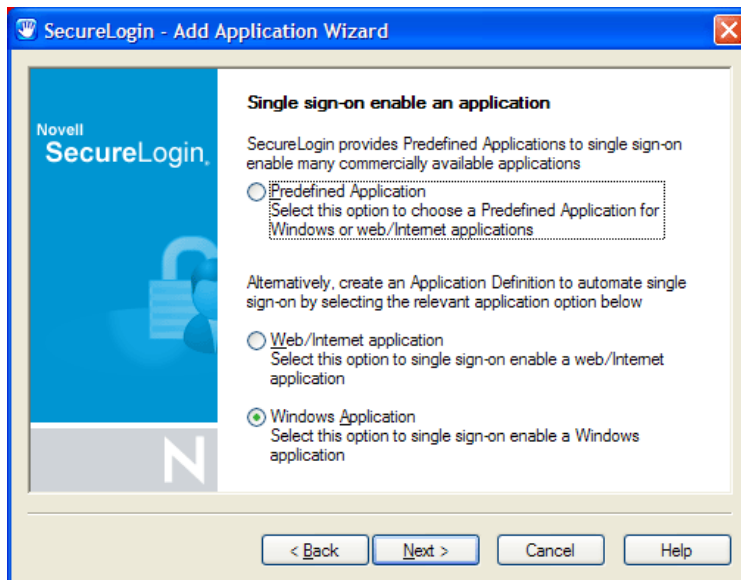 SecureLogin - Add Application Wizard
Novell
SecureLogin.
Single sign-on enable an application
SecureLogin provides Predefined Applications to single sign-on
enable many commercially available applications
Predefined Application
Select this option to choose a Predefined Application for
Windows or web/Internet applications
Alternatively, create an Application Definition to automate single
sign-on by selecting the relevant application option below
Web/Internet application
Select this option to single sign-on enable a web/Internet
application
Windows Application
Select this option to single sign-on enable a Windows
application
N
< Back
Next >
Cancel
Help